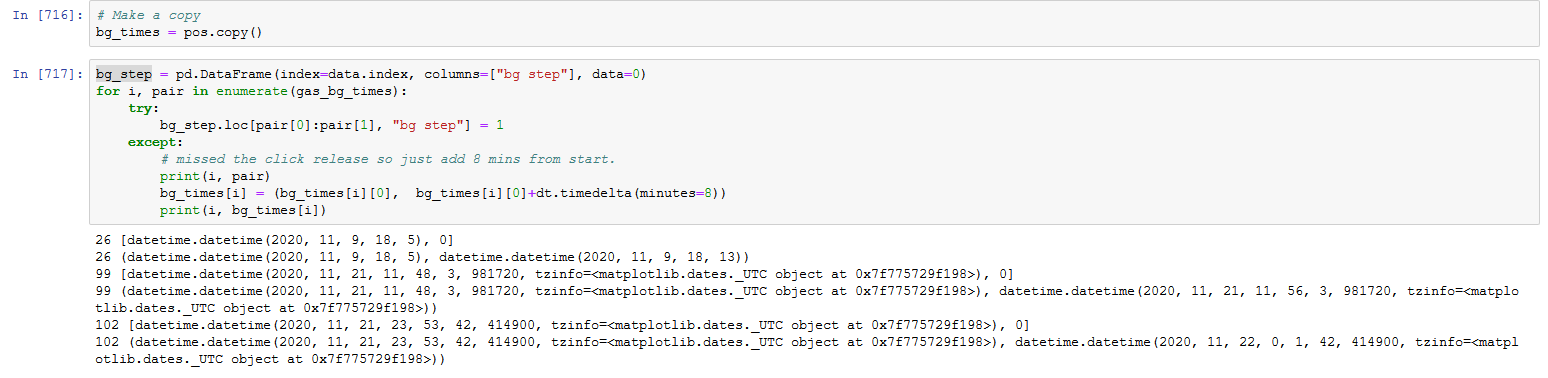 In [716]: # Make a copy
bg_times = pos.copy()
In [717]: bg_step = pd.DataFrame(index=data.index, columns=["bg step"], data=0)
for i, pair in enumerate(gas_bg_times):
    try:
        bg_step.loc[pair[0]:pair[1], "bg step"] = 1
    except:
        # missed the click release so just add 8 mins from start.
        print(i, pair)
        bg_times[i] = (bg_times[i][0],  bg_times[i][0]+dt.timedelta(minutes=8))
        print(i, bg_times[i])
26 [datetime.datetime(2020, 11, 9, 18, 5), 0]
26 (datetime.datetime(2020, 11, 9, 18, 5), datetime.datetime(2020, 11, 9, 18, 13))
99 [datetime.datetime(2020, 11, 21, 11, 48, 3, 981720, tzinfo=<matplotlib.dates._UTC object at 0x7f775729f198>), 0]
99 (datetime.datetime(2020, 11, 21, 11, 48, 3, 981720, tzinfo=<matplotlib.dates._UTC object at 0x7f775729f198>), datetime.datetime(2020, 11, 21, 11, 56, 3, 981720, tzinfo=<matplo
tlib.dates._UTC object at 0x7f775729f198>))
102 [datetime.datetime(2020, 11, 21, 23, 53, 42, 414900, tzinfo=<matplotlib.dates._UTC object at 0x7f775729f198>), 0]
102 (datetime.datetime(2020, 11, 21, 23, 53, 42, 414900, tzinfo=<matplotlib.dates._UTC object at 0x7f775729f198>), datetime.datetime(2020, 11, 22, 0, 1, 42, 414900, tzinfo=<matpl
otlib.dates._UTC object at 0x7f775729f198>))